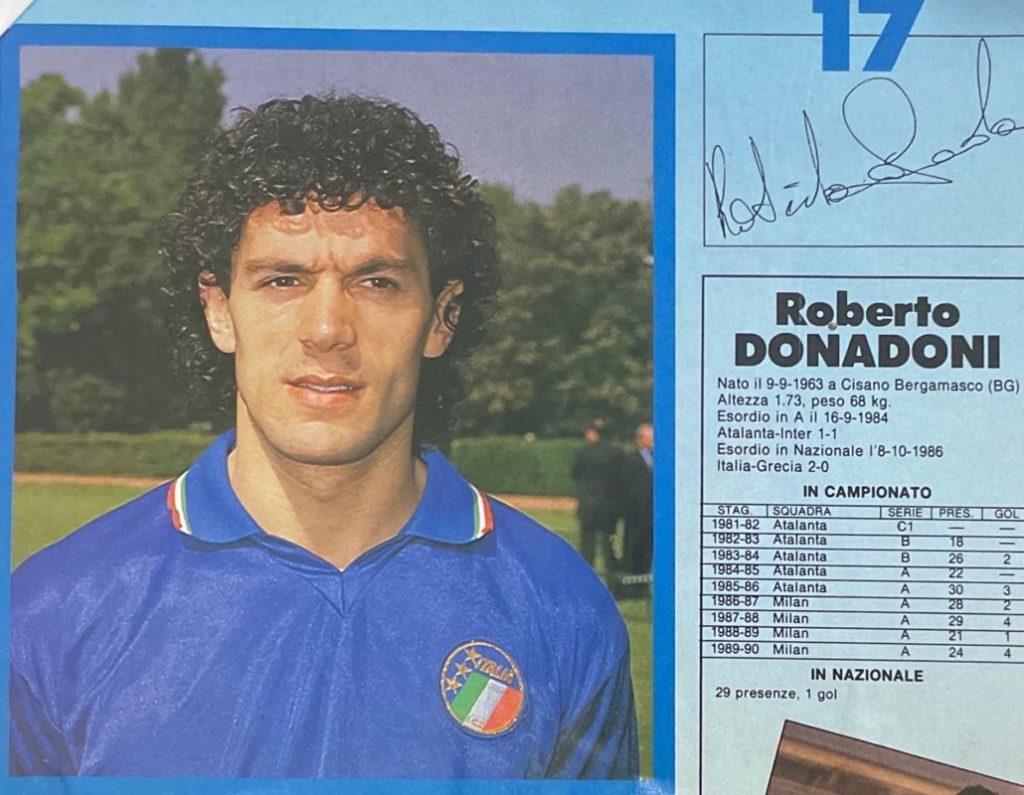 17
Roberto Donadoni
Roberto
DONADONI
Nato il 9-9-1963 a Cisano Bergamasco (BG)
Altezza 1.73, peso 68 kg.
Esordio in A il 16-9-1984
Atalanta-Inter 1-1
Esordio in Nazionale l'8-10-1986
Italia-Grecia 2-0
IN CAMPIONATO
STAG. SQUADRA SERIE PRES. GOL
1981-82 Atalanta C1 — —
1982-83 Atalanta B 18 —
1983-84 Atalanta B 26 2
1984-85 Atalanta A 22 —
1985-86 Atalanta A 30 3
1986-87 Milan A 28 2
1987-88 Milan A 29 4
1988-89 Milan A 21 1
1989-90 Milan A 24 4
IN NAZIONALE
29 presenze, 1 gol
ITALIA